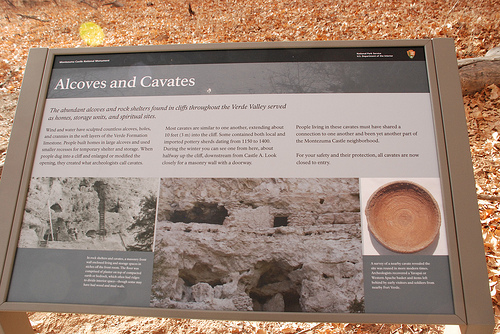 Montezuma Castle National Monument
National Park Service
U.S. Department of the Interior
Alcoves and Cavates
The abundant alcoves and rock shelters found in cliffs throughout the Verde Valley served
as homes, storage units, and spiritual sites.
Wind and water have sculpted countless alcoves, holes,
and crannies in the soft layers of the Verde Formation
limestone. People built homes in large alcoves and used
smaller recesses for temporary shelter and storage. When
people dug into a cliff and enlarged or modified the
opening, they created what archeologists call cavates.
Most cavates are similar to one another, extending about
10 feet (3 m) into the cliff. Some contained both local and
imported pottery sherds dating from 1130 to 1400.
During the winter you can see one from here, about
halfway up the cliff, downstream from Castle A. Look
closely for a masonry wall with a doorway.
People living in these cavates must have shared a
connection to one another and been yet another part of
the Montezuma Castle neighborhood.
For your safety and their protection, all cavates are now
closed to entry.